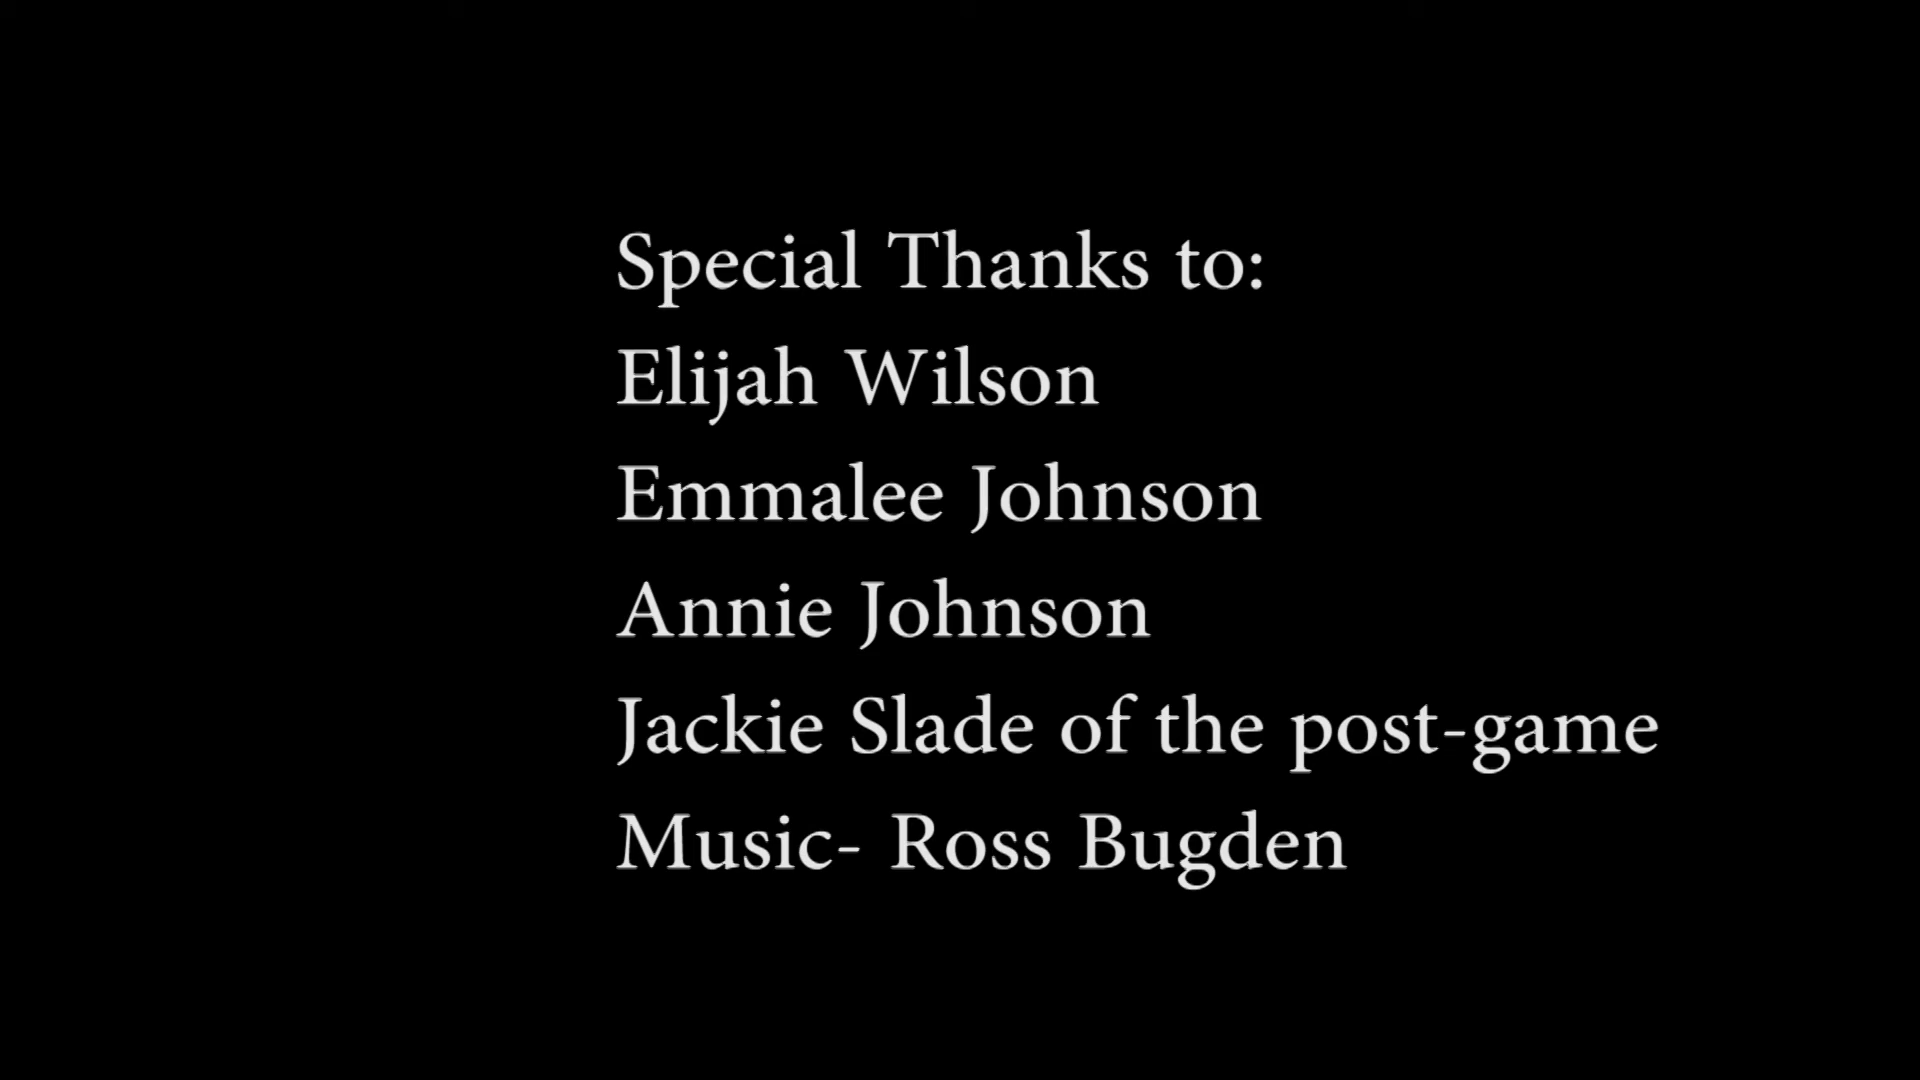 Special Thanks to:
Elijah Wilson
Emmalee Johnson
Annie Johnson
Jackie Slade of the post-game
Music- Ross Bugden